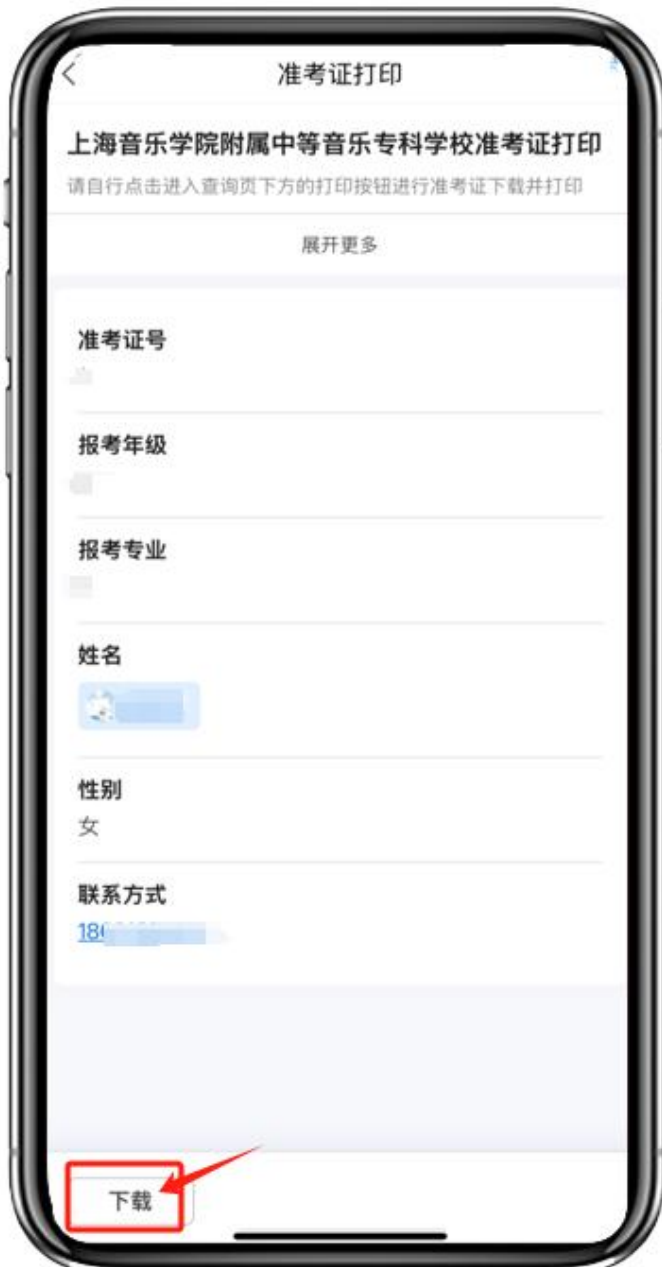 准考证打印
上海音乐学院附属中等音乐专科学校准考证打印
请自行点击进入查询页下方的打印按钮进行准考证下载并打印
展开更多
准考证号
报考年级
报考专业
姓名
性别
女
联系方式
18
下载